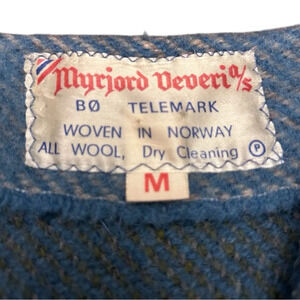 Myrjord Veveri a/s
BØ TELEMARK
WOVEN IN NORWAY
ALL WOOL, Dry Cleaning P
M